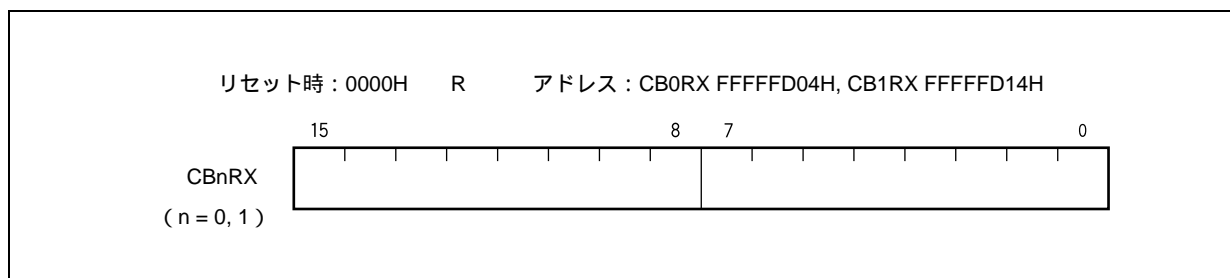 リセット時：0000H　　R　　　アドレス：CB0RX FFFFFD04H, CB1RX FFFFFD14H
15　8　7　0
CBnRX
（n = 0, 1）